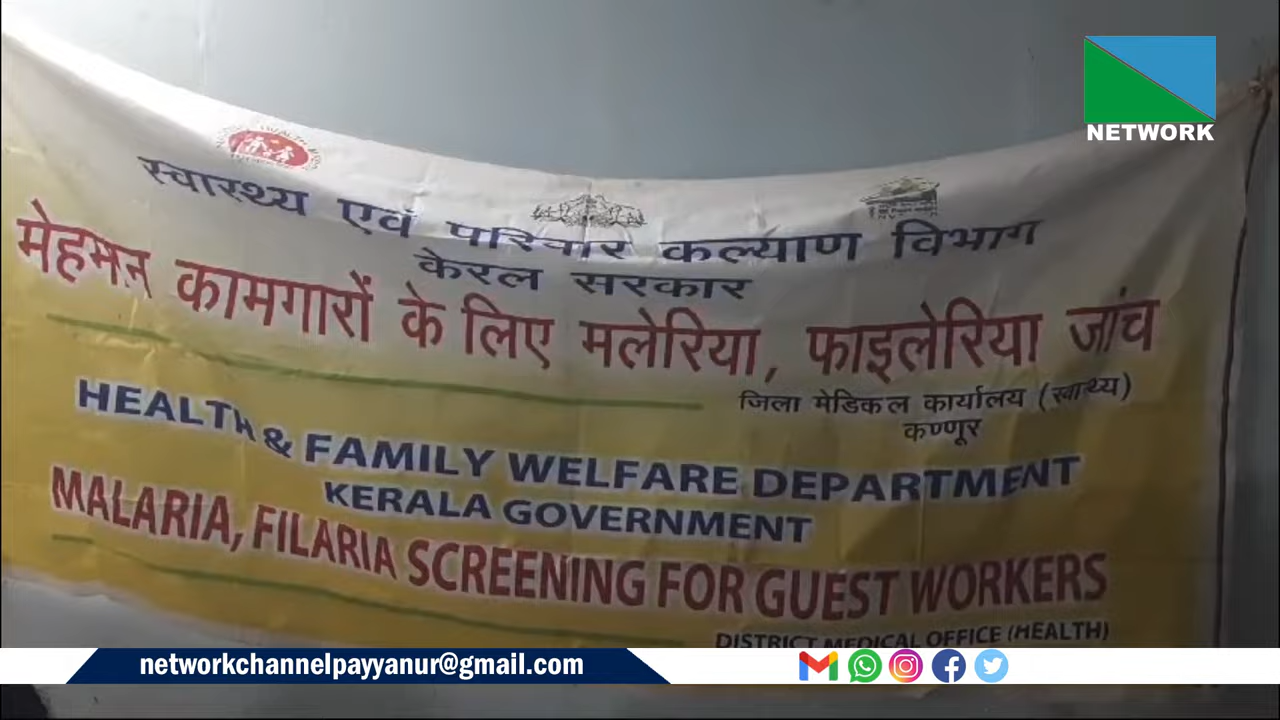 NETWORK
स्वास्थ्य एवं परिवार कल्याण विभाग
केरल सरकार
मेहमान कामगारों के लिए मलेरिया, फाइलेरिया जांच
जिला मेडिकल कार्यालय (स्वास्थ्य)
कण्णूर
HEALTH & FAMILY WELFARE DEPARTMENT
KERALA GOVERNMENT
MALARIA, FILARIA SCREENING FOR GUEST WORKERS
DISTRICT MEDICAL OFFICE (HEALTH)
networkchannelpayyanur@gmail.com